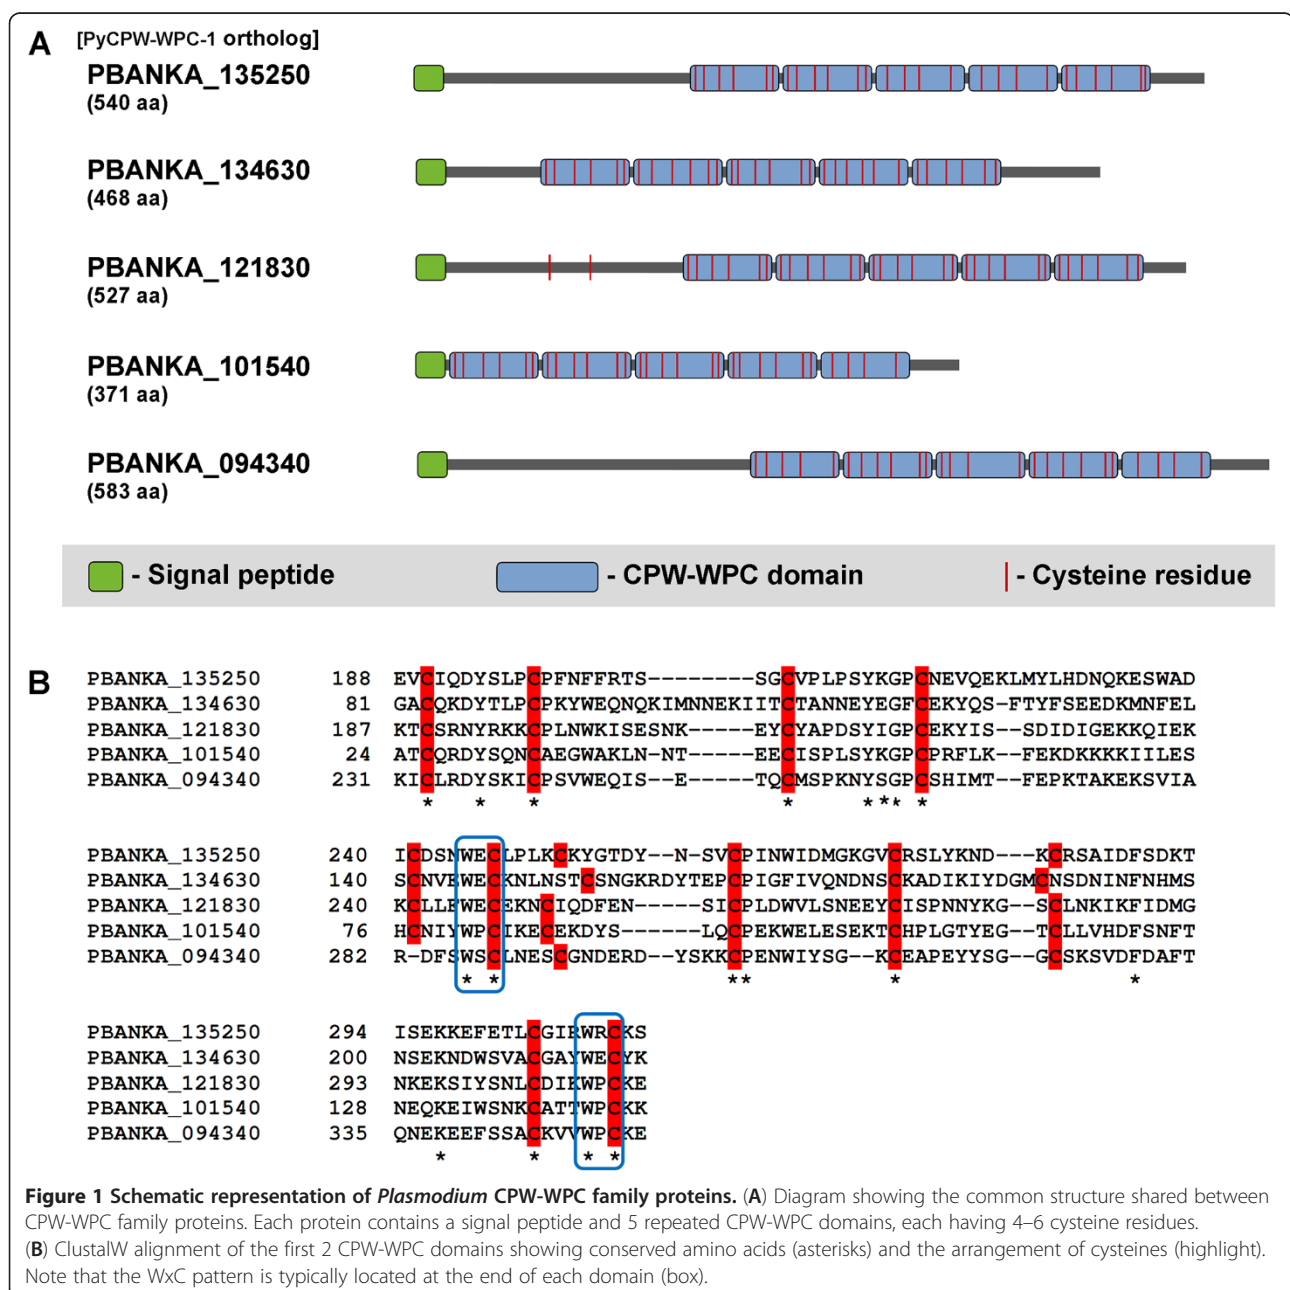 A [PyCPW-WPC-1 ortholog]
PBANKA_135250
(540 aa)
PBANKA_134630
(468 aa)
PBANKA_121830
(527 aa)
PBANKA_101540
(371 aa)
PBANKA_094340
(583 aa)
- Signal peptide - CPW-WPC domain - Cysteine residue
B PBANKA_135250 188 EVCIQDYSLPCPFNFFRTS--------SGCVPLPSYKGPCNEVQEKLMYLHDNQKESWAD
PBANKA_134630 81 GACQKDYTLPCPKYWEQNQKIMNNEKIITCTANNEYEGFCEKYQS-FTYFSEEDKMNFEL
PBANKA_121830 187 KTCSRNYRKKCPLNWKISESNK-----EYCYAPDSYIGPCEKYIS--SDIDIGEKKQIEK
PBANKA_101540 24 ATCQRDYSQNCAEGWAKLN-NT-----EECISPLSYKGPCPRFLK--FEKDKKKKIILES
PBANKA_094340 231 KICLRDYSKICPSVWEQIS--E-----TQCMSPKNYSGPCSHIMT--FEPKTAKEKSVIA
* * * * * ** *
PBANKA_135250 240 ICDSNWECLPLKCKYGTDY--N-SVCPINWIDMGKGVCRSLYKND---KCRSAIDFSDKT
PBANKA_134630 140 SCNVEWECKNLNSTCSNGKRDYTEPCPIGFIVQNDNSCKADIKIYDGMCNSDNINFNHMS
PBANKA_121830 240 KCLLFWECEKNCIQDFEN-----SICPLDWVLSNEEYCISPNNYKG--SCLNKIKFIDMG
PBANKA_101540 76 HCNIYWPCIKECEKDYS------LQCPEKWELESEKTCHPLGTYEG--TCLLVHDFSNFT
PBANKA_094340 282 R-DFSWSCLNESCGNDERD--YSKKCPENWIYSG--KCEAPEYYSG--GCSKSVDFDAFT
* * ** * *
PBANKA_135250 294 ISEKKEFETLCGIRWRCKS
PBANKA_134630 200 NSEKNDWSVACGAYWECYK
PBANKA_121830 293 NKEKSIYSNLCDIKWPCKE
PBANKA_101540 128 NEQKEIWSNKCATTWPCKK
PBANKA_094340 335 QNEKEEFSSACKVVWPCKE
* * * *
Figure 1 Schematic representation of Plasmodium CPW-WPC family proteins. (A) Diagram showing the common structure shared between
CPW-WPC family proteins. Each protein contains a signal peptide and 5 repeated CPW-WPC domains, each having 4–6 cysteine residues.
(B) ClustalW alignment of the first 2 CPW-WPC domains showing conserved amino acids (asterisks) and the arrangement of cysteines (highlight).
Note that the WxC pattern is typically located at the end of each domain (box).